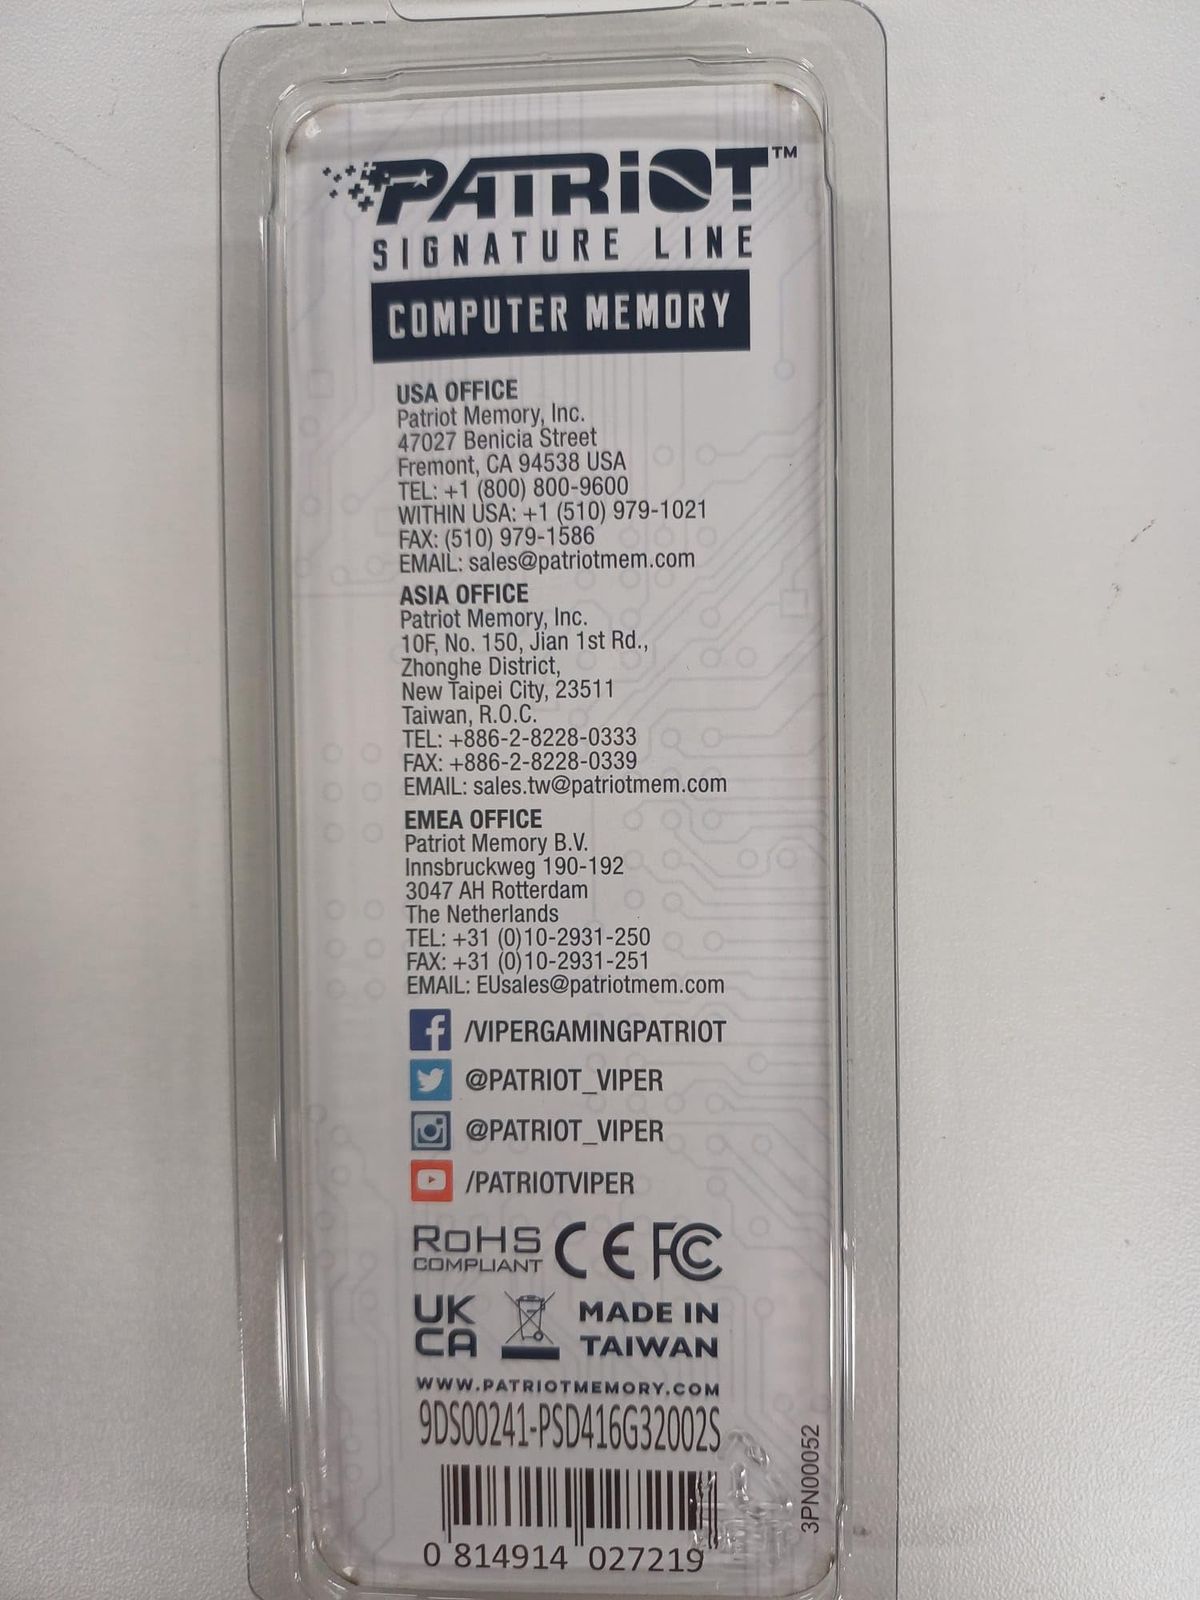 PATRIOT™
SIGNATURE LINE
COMPUTER MEMORY
USA OFFICE
Patriot Memory, Inc.
47027 Benicia Street
Fremont, CA 94538 USA
TEL: +1 (800) 800-9600
WITHIN USA: +1 (510) 979-1021
FAX: (510) 979-1586
EMAIL: sales@patriotmem.com
ASIA OFFICE
Patriot Memory, Inc.
10F, No. 150, Jian 1st Rd.,
Zhonghe District,
New Taipei City, 23511
Taiwan, R.O.C.
TEL: +886-2-8228-0333
FAX: +886-2-8228-0339
EMAIL: sales.tw@patriotmem.com
EMEA OFFICE
Patriot Memory B.V.
Innsbruckweg 190-192
3047 AH Rotterdam
The Netherlands
TEL: +31 (0)10-2931-250
FAX: +31 (0)10-2931-251
EMAIL: EUsales@patriotmem.com
/VIPERGAMINGPATRIOT
@PATRIOT_VIPER
@PATRIOT_VIPER
/PATRIOTVIPER
RoHS
COMPLIANT
CE FC
UK
CA
MADE IN
TAIWAN
WWW.PATRIOTMEMORY.COM
9DS00241-PSD416G32002S
3PN00052
0 814914 027219